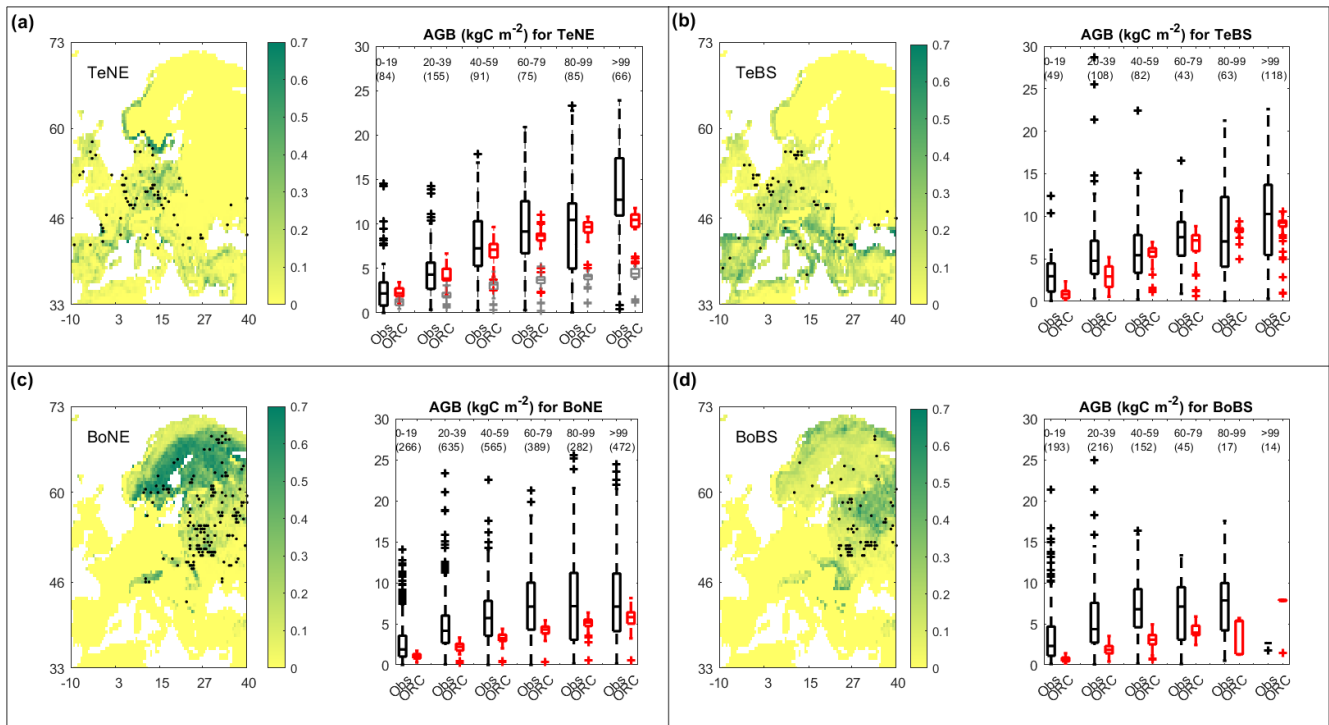 (a)
AGB (kgC m⁻²) for TeNE
73
60
46
33
-10 3 15 27 40
TeNE
0.7
0.6
0.5
0.4
0.3
0.2
0.1
0
30
25
20
15
10
5
0
0-19 20-39 40-59 60-79 80-99 >99
(84) (155) (91) (75) (85) (66)
Obs ORC Obs ORC Obs ORC Obs ORC Obs ORC Obs ORC
(b)
AGB (kgC m⁻²) for TeBS
73
60
46
33
-10 3 15 27 40
TeBS
0.7
0.6
0.5
0.4
0.3
0.2
0.1
0
30
25
20
15
10
5
0
0-19 20-39 40-59 60-79 80-99 >99
(49) (108) (82) (43) (63) (118)
Obs ORC Obs ORC Obs ORC Obs ORC Obs ORC Obs ORC
(c)
AGB (kgC m⁻²) for BoNE
73
60
46
33
-10 3 15 27 40
BoNE
0.7
0.6
0.5
0.4
0.3
0.2
0.1
0
30
25
20
15
10
5
0
0-19 20-39 40-59 60-79 80-99 >99
(266) (635) (565) (389) (282) (472)
Obs ORC Obs ORC Obs ORC Obs ORC Obs ORC Obs ORC
(d)
AGB (kgC m⁻²) for BoBS
73
60
46
33
-10 3 15 27 40
BoBS
0.7
0.6
0.5
0.4
0.3
0.2
0.1
0
30
25
20
15
10
5
0
0-19 20-39 40-59 60-79 80-99 >99
(193) (216) (152) (45) (17) (14)
Obs ORC Obs ORC Obs ORC Obs ORC Obs ORC Obs ORC